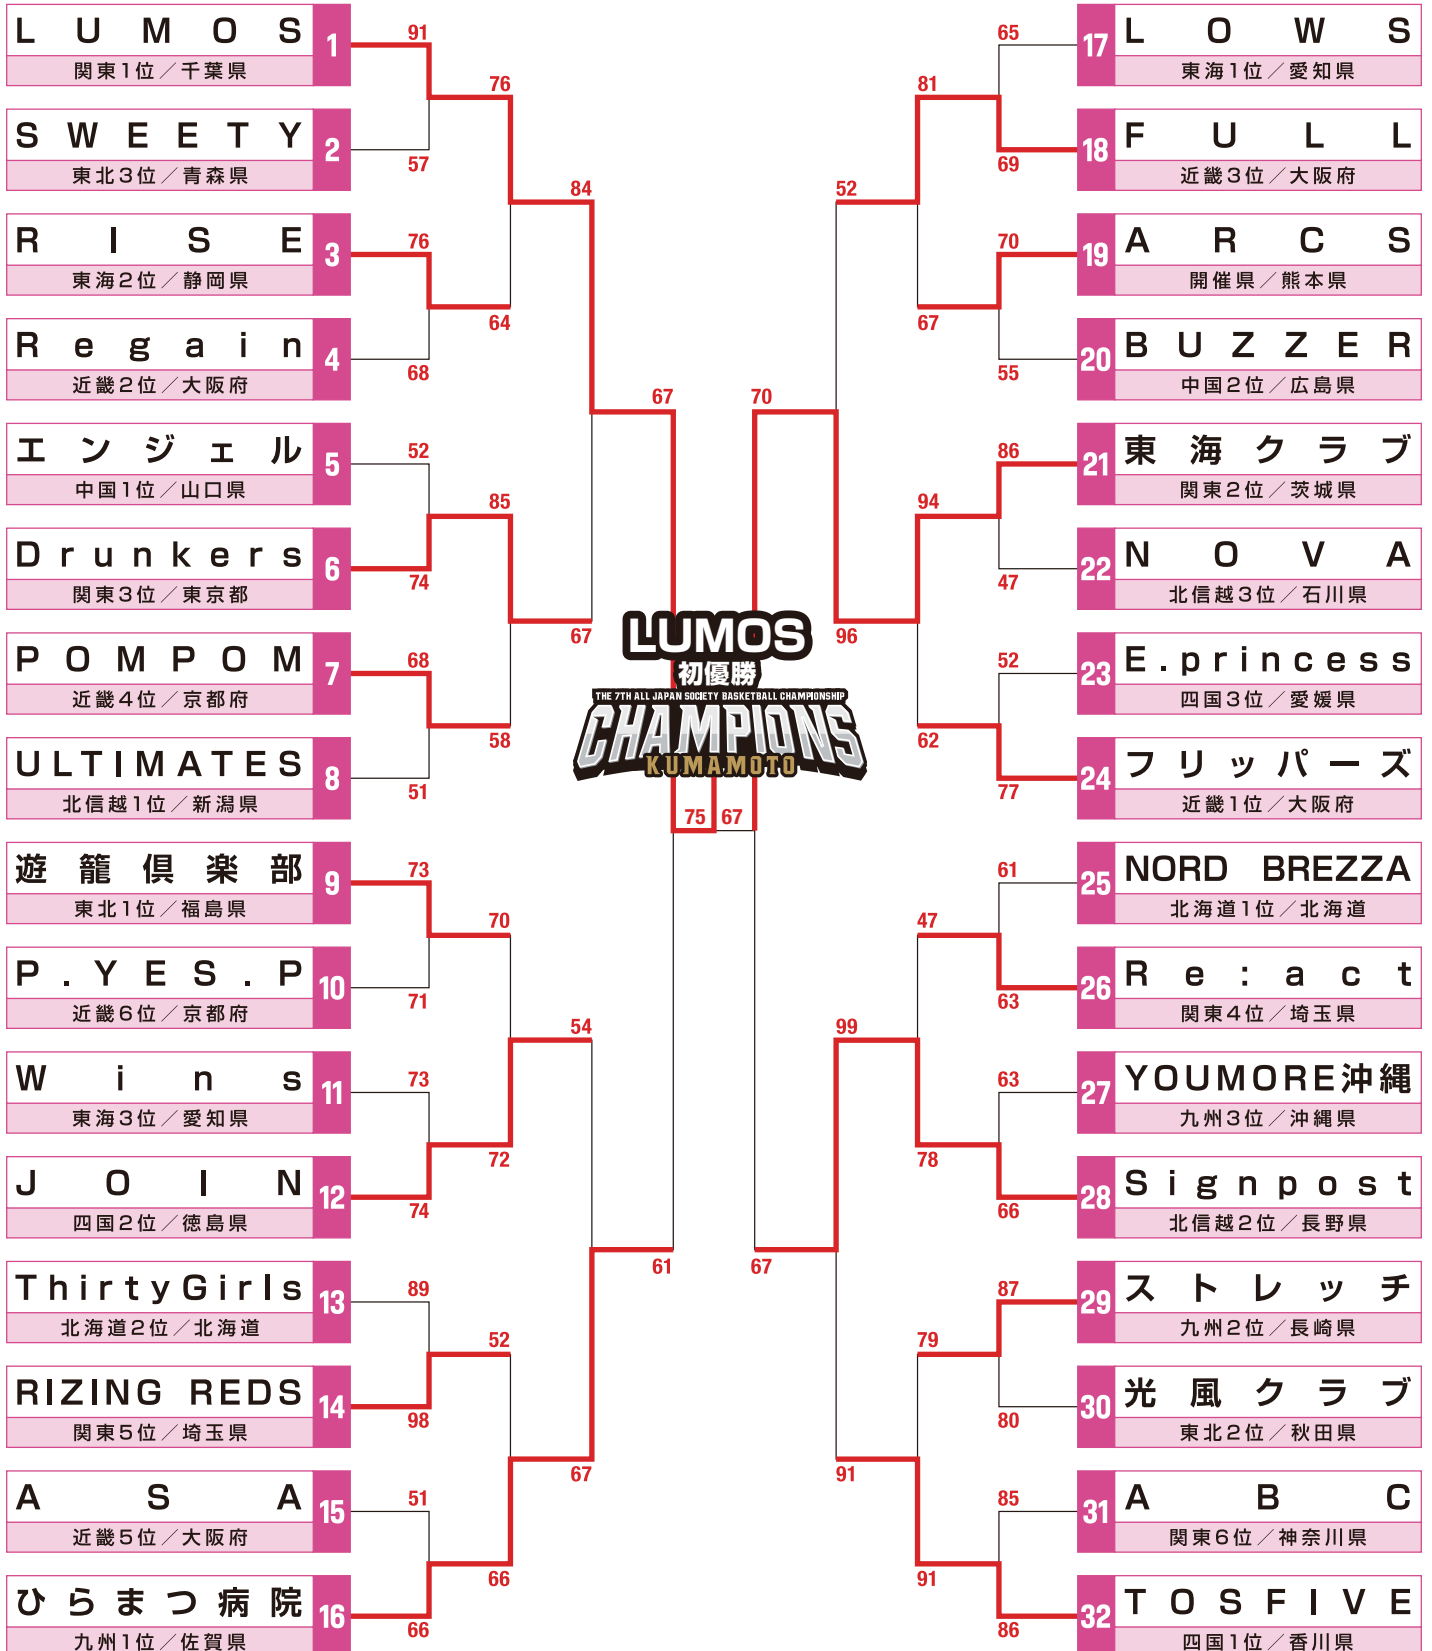 LUMOS
関東1位／千葉県
1
91
SWEETY
東北3位／青森県
2
57
76
RISE
東海2位／静岡県
3
76
Regain
近畿2位／大阪府
4
68
64
84
エンジェル
中国1位／山口県
5
52
Drunkers
関東3位／東京都
6
74
85
POMPOM
近畿4位／京都府
7
68
ULTIMATES
北信越1位／新潟県
8
51
58
67
67
遊籠倶楽部
東北1位／福島県
9
73
P.YES.P
近畿6位／京都府
10
71
70
Wins
東海3位／愛知県
11
73
JOIN
四国2位／徳島県
12
74
72
54
ThirtyGirls
北海道2位／北海道
13
89
RIZING REDS
関東5位／埼玉県
14
98
52
ASA
近畿5位／大阪府
15
51
ひらまつ病院
九州1位／佐賀県
16
66
66
67
61
LUMOS
初優勝
THE 7TH ALL JAPAN SOCIETY BASKETBALL CHAMPIONSHIP
CHAMPIONS
KUMAMOTO
75 67
65
17
LOWS
東海1位／愛知県
81
69
18
FULL
近畿3位／大阪府
52
70
19
ARCS
開催県／熊本県
67
55
20
BUZZER
中国2位／広島県
70
86
21
東海クラブ
関東2位／茨城県
94
47
22
NOVA
北信越3位／石川県
96
52
23
E.princess
四国3位／愛媛県
62
77
24
フリッパーズ
近畿1位／大阪府
61
25
NORD BREZZA
北海道1位／北海道
47
63
26
Re:act
関東4位／埼玉県
99
63
27
YOUMORE沖縄
九州3位／沖縄県
78
66
28
Signpost
北信越2位／長野県
67
87
29
ストレッチ
九州2位／長崎県
79
80
30
光風クラブ
東北2位／秋田県
91
85
31
ABC
関東6位／神奈川県
91
86
32
TOSFIVE
四国1位／香川県